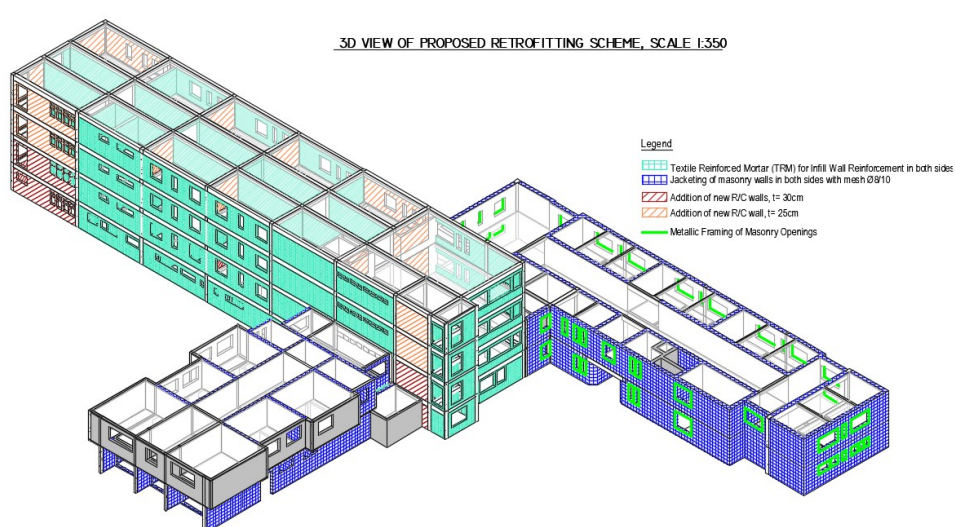 3D VIEW OF PROPOSED RETROFITTING SCHEME, SCALE 1:350
Legend
Textile Reinforced Mortar (TRM) for Infill Wall Reinforcement in both sides
Jacketing of masonry walls in both sides with mesh Ø8/10
Addition of new R/C walls, t= 30cm
Addition of new R/C wall, t= 25cm
Metallic Framing of Masonry Openings